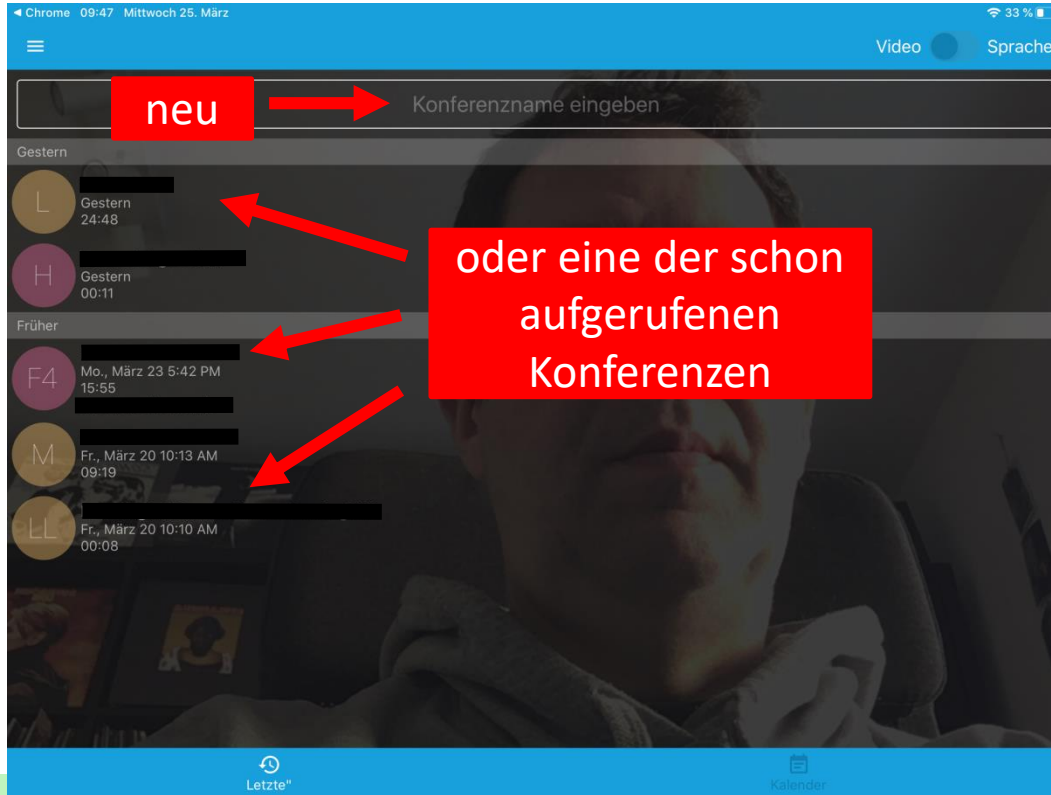 Chrome 09:47 Mittwoch 25. März 33 %
Video Sprache
neu
Konferenzname eingeben
Gestern
L
Gestern
24:48
H
Gestern
00:11
oder eine der schon
aufgerufenen
Konferenzen
Früher
F4
Mo., März 23 5:42 PM
15:55
M
Fr., März 20 10:13 AM
09:19
LL
Fr., März 20 10:10 AM
00:08
Letzte"
Kalender